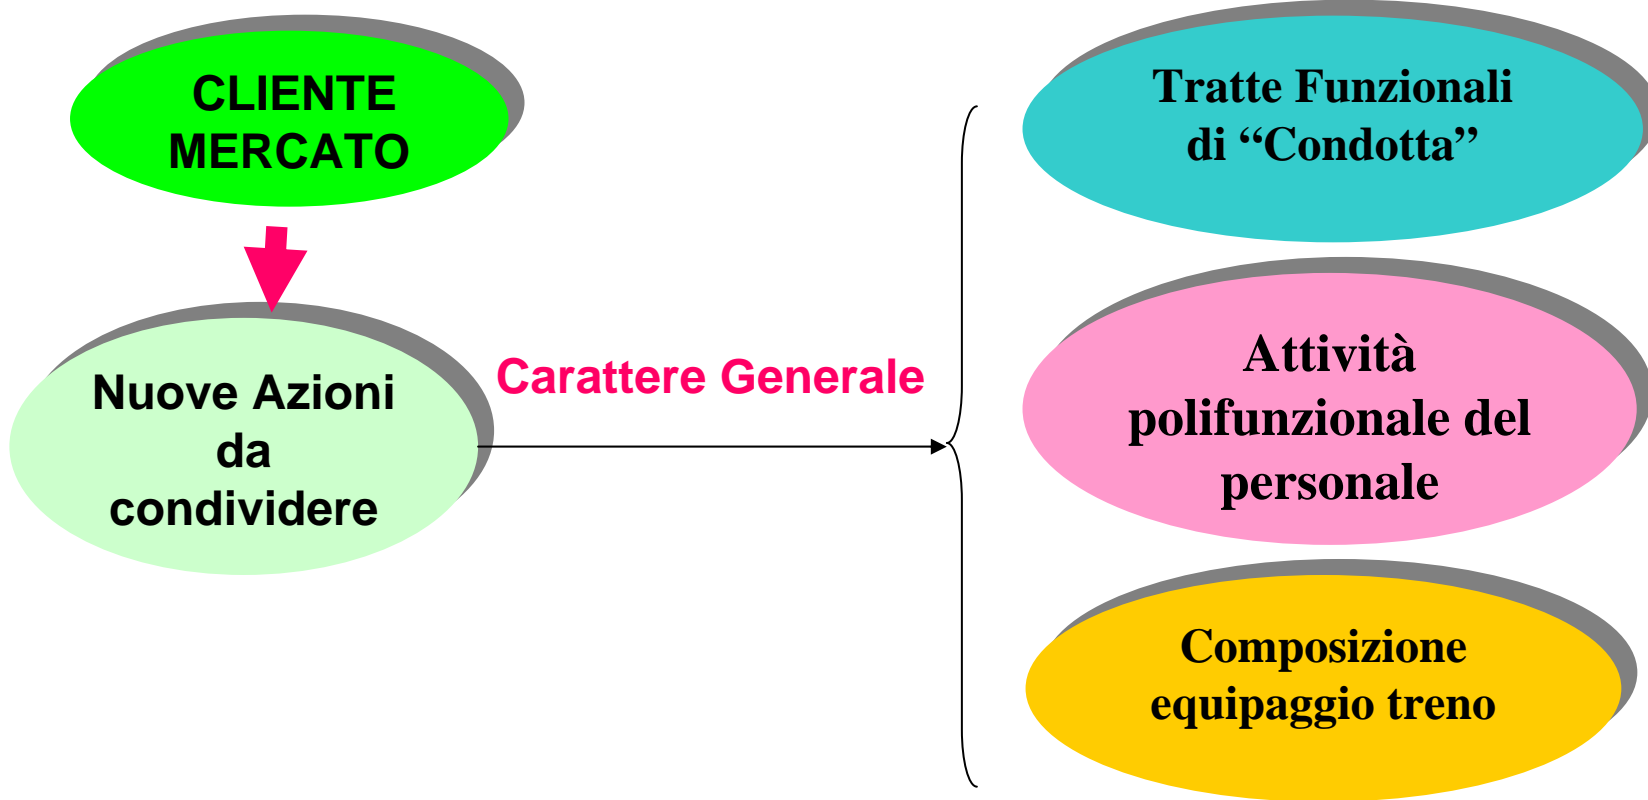 CLIENTE
MERCATO
Nuove Azioni
da
condividere
Carattere Generale
Tratte Funzionali
di “Condotta”
Attività
polifunzionale del
personale
Composizione
equipaggio treno